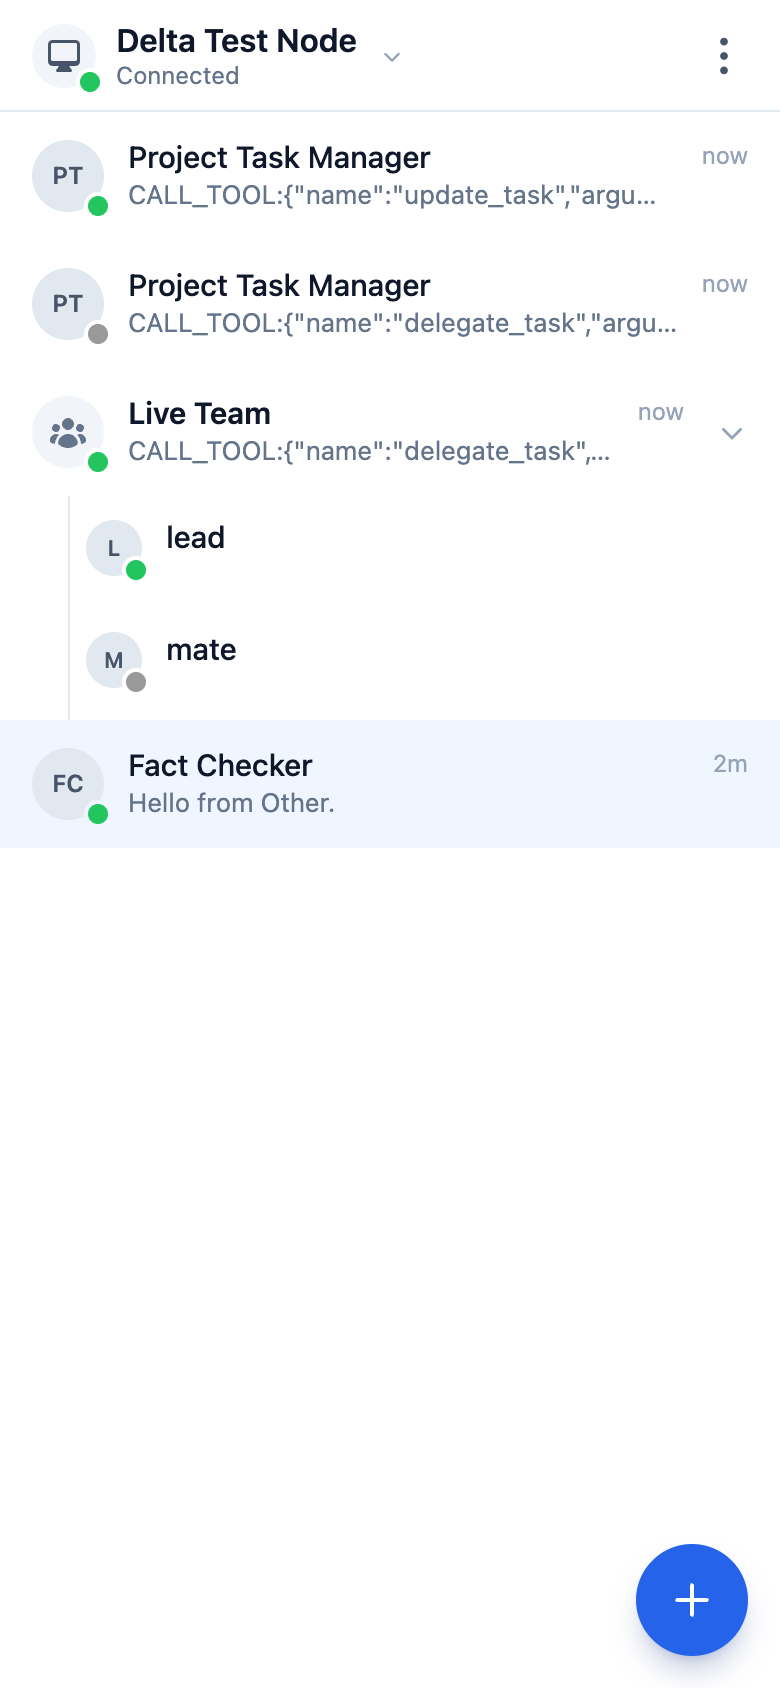 Delta Test Node
Connected
PT
Project Task Manager
now
CALL_TOOL:{"name":"update_task","argu...
PT
Project Task Manager
now
CALL_TOOL:{"name":"delegate_task","argu...
Live Team
now
CALL_TOOL:{"name":"delegate_task",...
L
lead
M
mate
FC
Fact Checker
2m
Hello from Other.